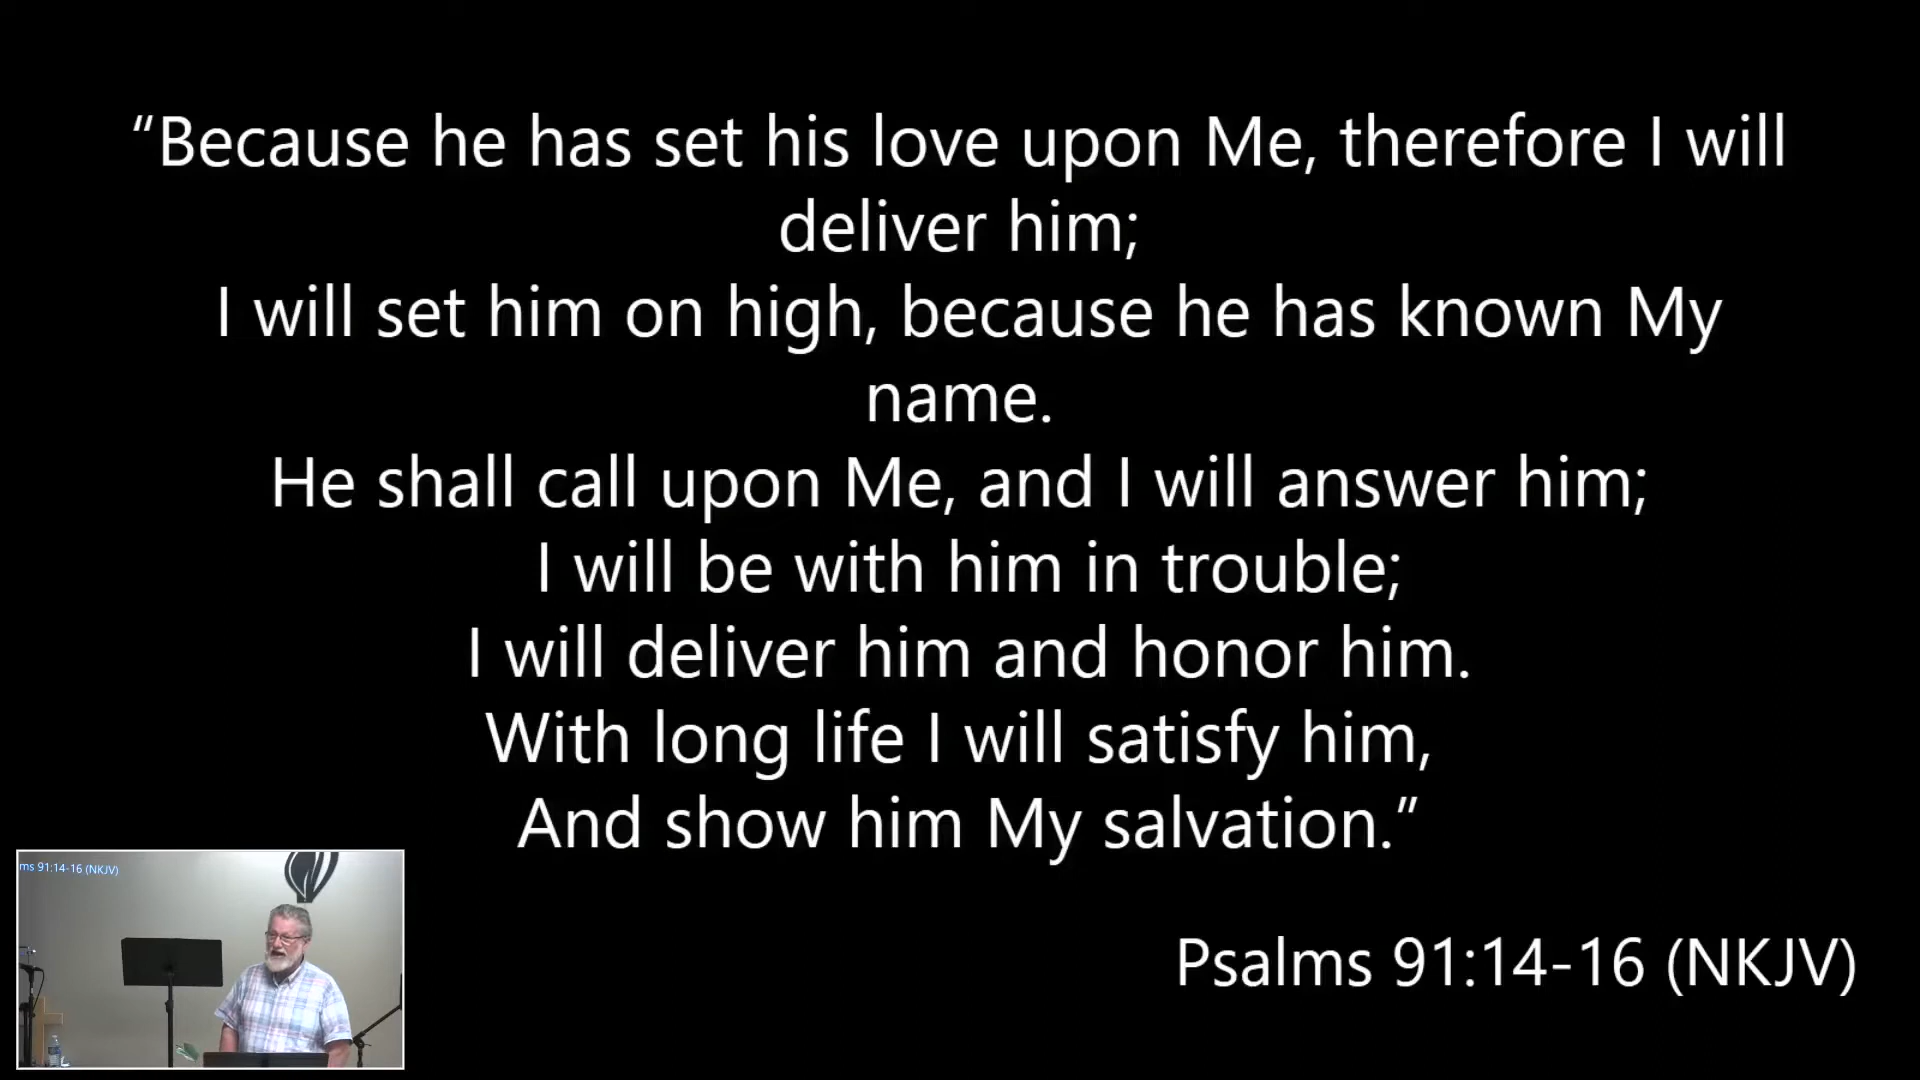 “Because he has set his love upon Me, therefore I will
deliver him;
I will set him on high, because he has known My
name.
He shall call upon Me, and I will answer him;
I will be with him in trouble;
I will deliver him and honor him.
With long life I will satisfy him,
And show him My salvation.”
Psalms 91:14-16 (NKJV)
ms 91:14-16 (NKJV)